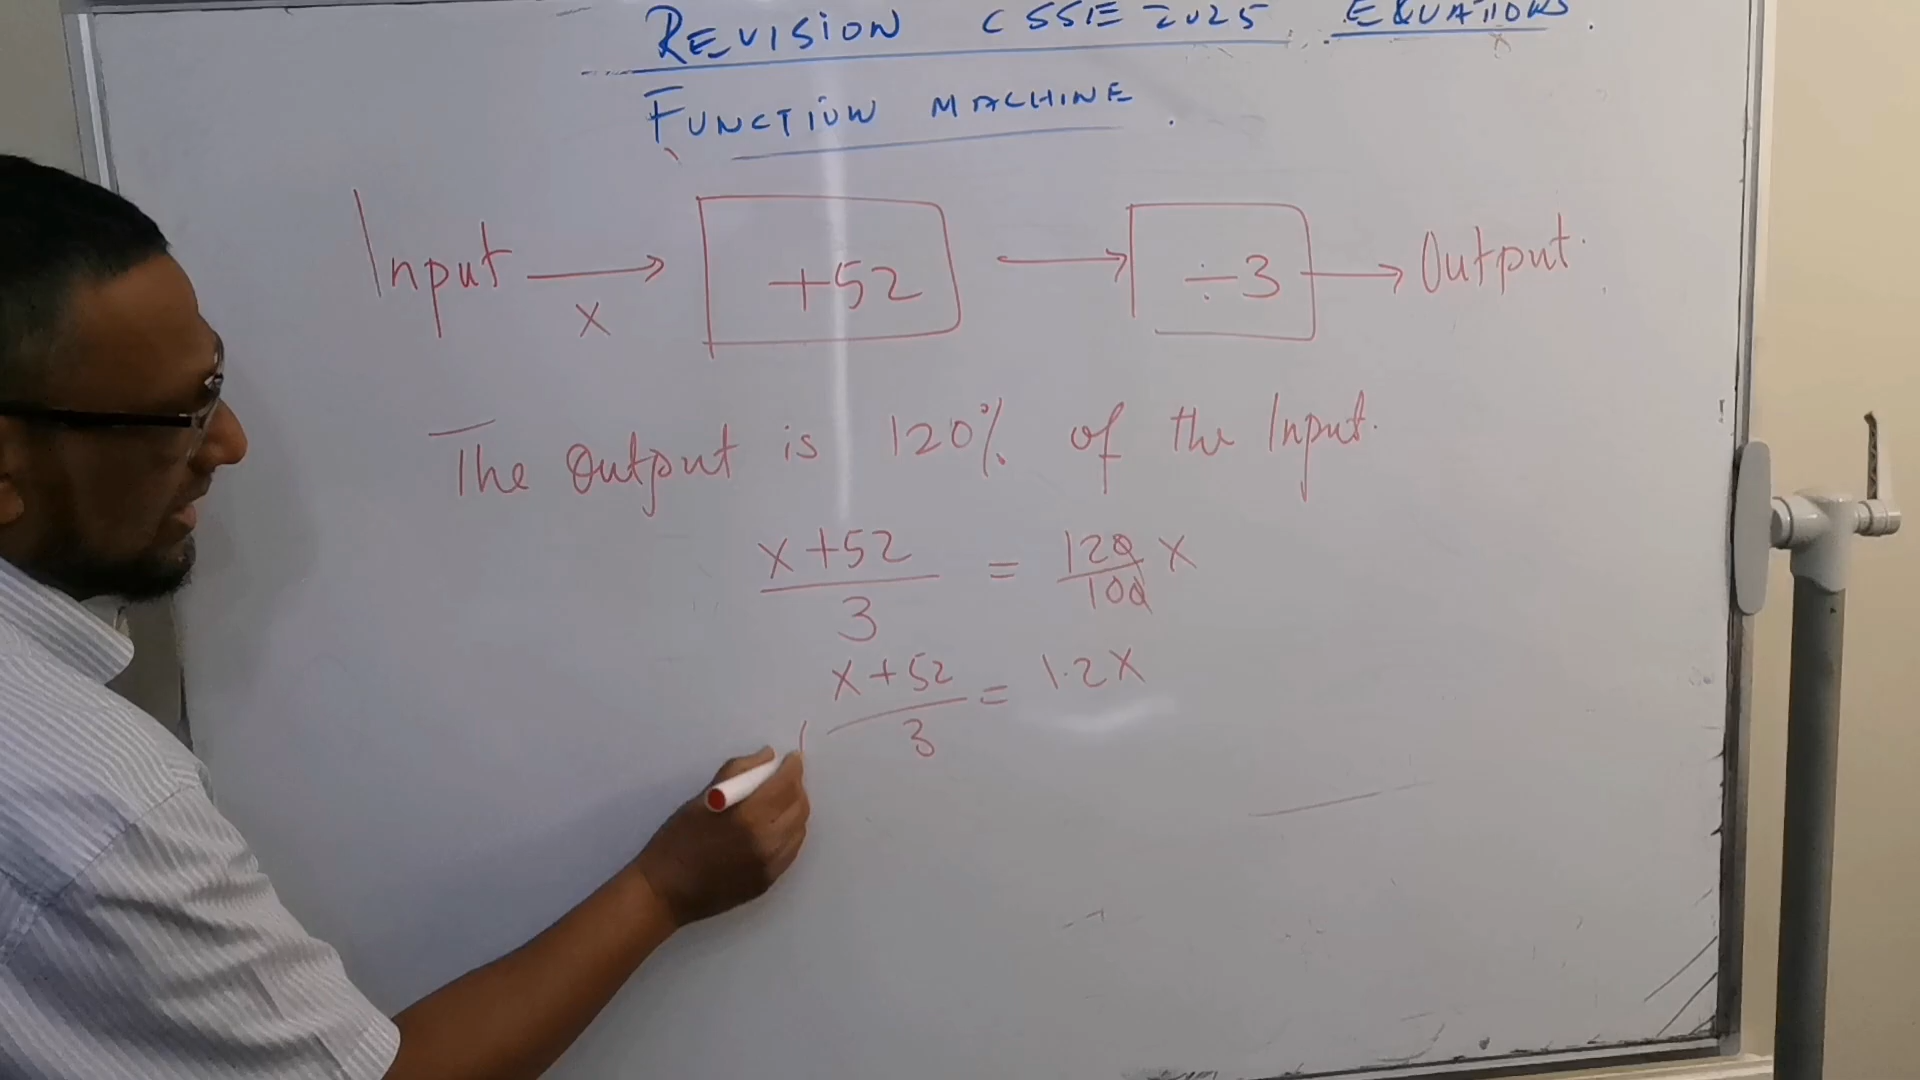 REVISION CSSE 2025 EQUATIONS.
FUNCTION MACHINE.
Input → +52 → ÷3 → Output.
x
The Output is 120% of the Input.
x+52 / 3 = 120/100 x
x+52 / 3 = 1.2x